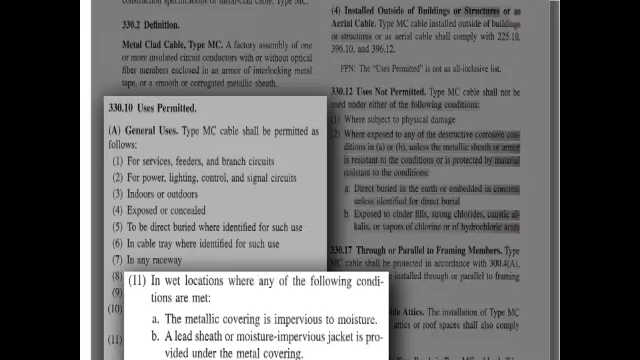 330.2 Definition.
Metal Clad Cable, Type MC. A factory assembly of one
or more insulated circuit conductors with or without optical
fiber members enclosed in an armor of interlocking metal
tape, or a smooth or corrugated metallic sheath.
330.10 Uses Permitted.
(A) General Uses. Type MC cable shall be permitted as
follows:
(1) For services, feeders, and branch circuits
(2) For power, lighting, control, and signal circuits
(3) Indoors or outdoors
(4) Exposed or concealed
(5) To be direct buried where identified for such use
(6) In cable tray where identified for such use
(7) In any raceway
(8)
(9)
(10)
(11)
(11) In wet locations where any of the following condi-
tions are met:
a. The metallic covering is impervious to moisture.
b. A lead sheath or moisture-impervious jacket is pro-
vided under the metal covering.
(4) Installed Outside of Buildings or Structures or as
Aerial Cable. Type MC cable installed outside of buildings
or structures or as aerial cable shall comply with 225.10,
396.10, and 396.12.
FPN: The "Uses Permitted" is not an all-inclusive list.
330.12 Uses Not Permitted. Type MC cable shall not be
used under either of the following conditions:
(1) Where subject to physical damage
(2) Where exposed to any of the destructive corrosive con-
ditions in (a) or (b), unless the metallic sheath or armor
is resistant to the conditions or is protected by material
resistant to the conditions:
a. Direct buried in the earth or embedded in concrete
unless identified for direct burial
b. Exposed to cinder fills, strong chlorides, caustic al-
kalis, or vapors of chlorine or of hydrochloric acids
330.17 Through or Parallel to Framing Members. Type
MC cable shall be protected in accordance with 300.4(A),
installed through or parallel to framing
Attics. The installation of Type
attics or roof spaces shall also comply